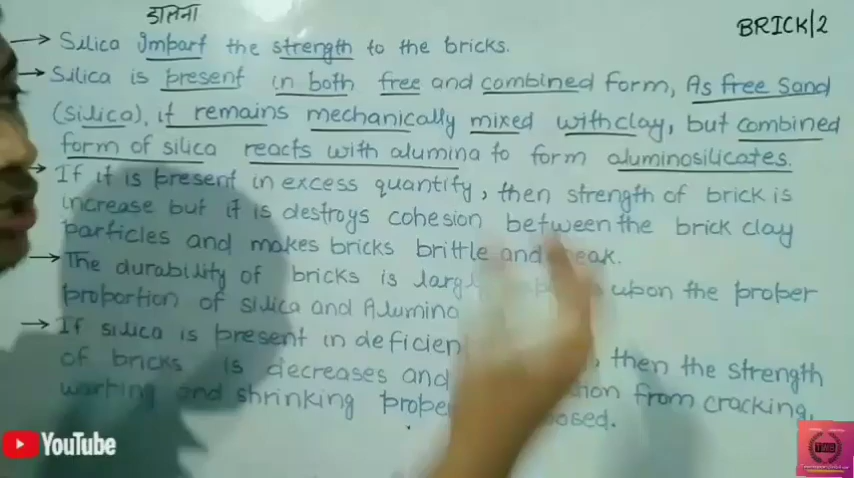 डालना
BRICK/2
→ Silica Impart the strength to the bricks.
→ Silica is present in both free and combined form, As free sand
(silica), it remains mechanically mixed with clay, but combined
form of silica reacts with alumina to form aluminosilicates.
→ If it is present in excess quantity, then strength of brick is
increase but it is destroys cohesion between the brick clay
particles and makes bricks brittle and
→ The durability of bricks is upon the proper
proportion of silica and Alumina
→ If silica is present in then the strength
of bricks is decreases and from cracking,
and shrinking
YouTube